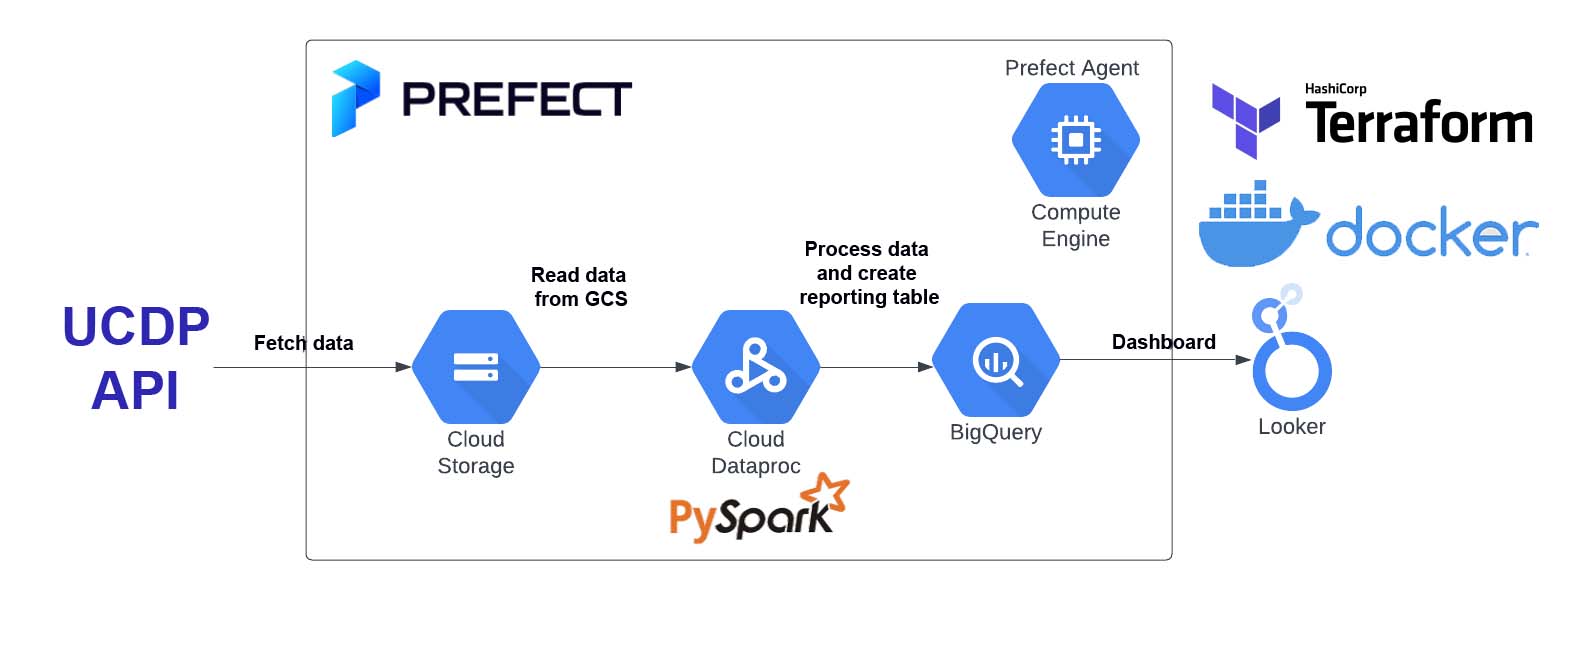 PREFECT
Prefect Agent
Compute
Engine
HashiCorp
Terraform
docker
UCDP
API
Fetch data
Read data
from GCS
Process data
and create
reporting table
Dashboard
Cloud
Storage
Cloud
Dataproc
PySpark
BigQuery
Looker